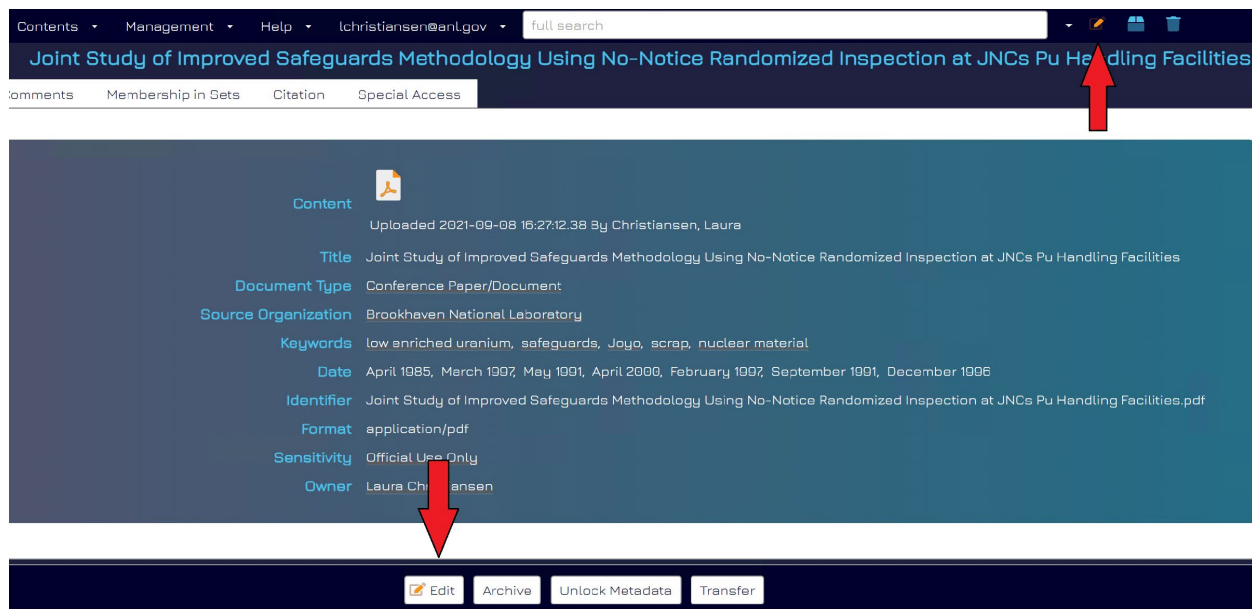 Contents Management Help lchristiansen@anl.gov full search
Joint Study of Improved Safeguards Methodology Using No-Notice Randomized Inspection at JNCs Pu Handling Facilities
Comments Membership in Sets Citation Special Access
Content
Uploaded 2021-09-08 16:27:12.38 By Christiansen, Laura
Title Joint Study of Improved Safeguards Methodology Using No-Notice Randomized Inspection at JNCs Pu Handling Facilities
Document Type Conference Paper/Document
Source Organization Brookhaven National Laboratory
Keywords low enriched uranium, safeguards, Joyo, scrap, nuclear material
Date April 1985, March 1997, May 1991, April 2000, February 1997, September 1991, December 1996
Identifier Joint Study of Improved Safeguards Methodology Using No-Notice Randomized Inspection at JNCs Pu Handling Facilities.pdf
Format application/pdf
Sensitivity Official Use Only
Owner Laura Christiansen
Edit Archive Unlock Metadata Transfer